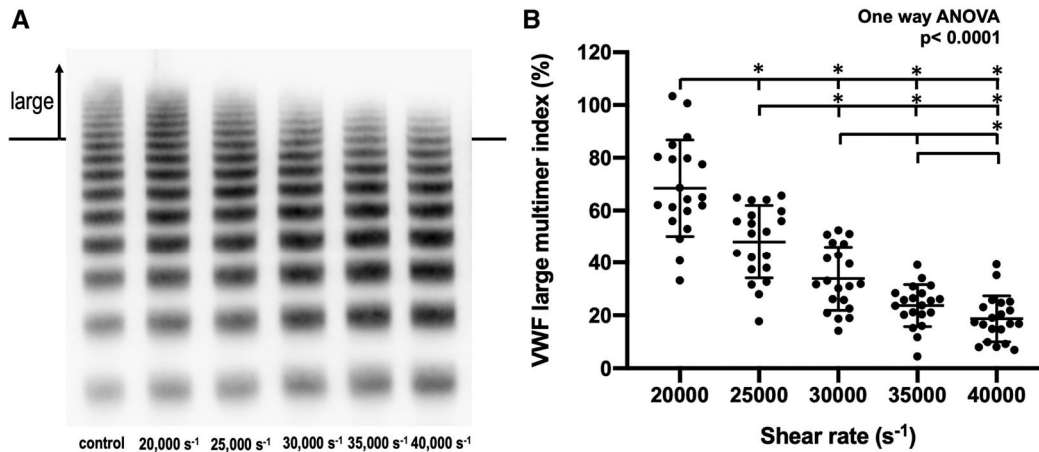 A
large
control 20,000 s⁻¹ 25,000 s⁻¹ 30,000 s⁻¹ 35,000 s⁻¹ 40,000 s⁻¹
B
One way ANOVA
p< 0.0001
* * * *
* * *
*
VWF large multimer index (%)
120
100
80
60
40
20
0
20000 25000 30000 35000 40000
Shear rate (s⁻¹)